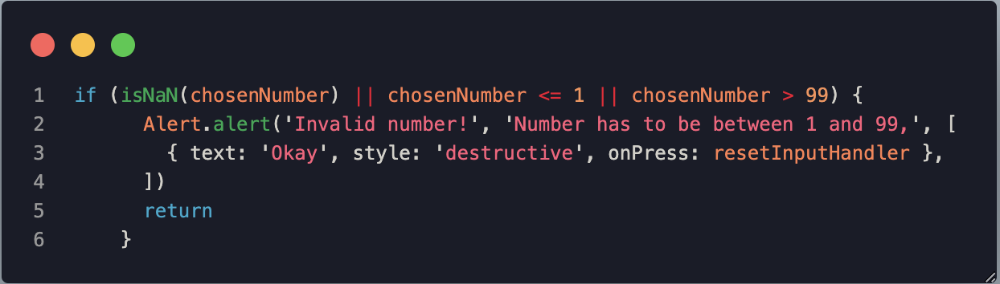 1 if (isNaN(chosenNumber) || chosenNumber <= 1 || chosenNumber > 99) {
2 Alert.alert('Invalid number!', 'Number has to be between 1 and 99,', [
3 { text: 'Okay', style: 'destructive', onPress: resetInputHandler },
4 ])
5 return
6 }